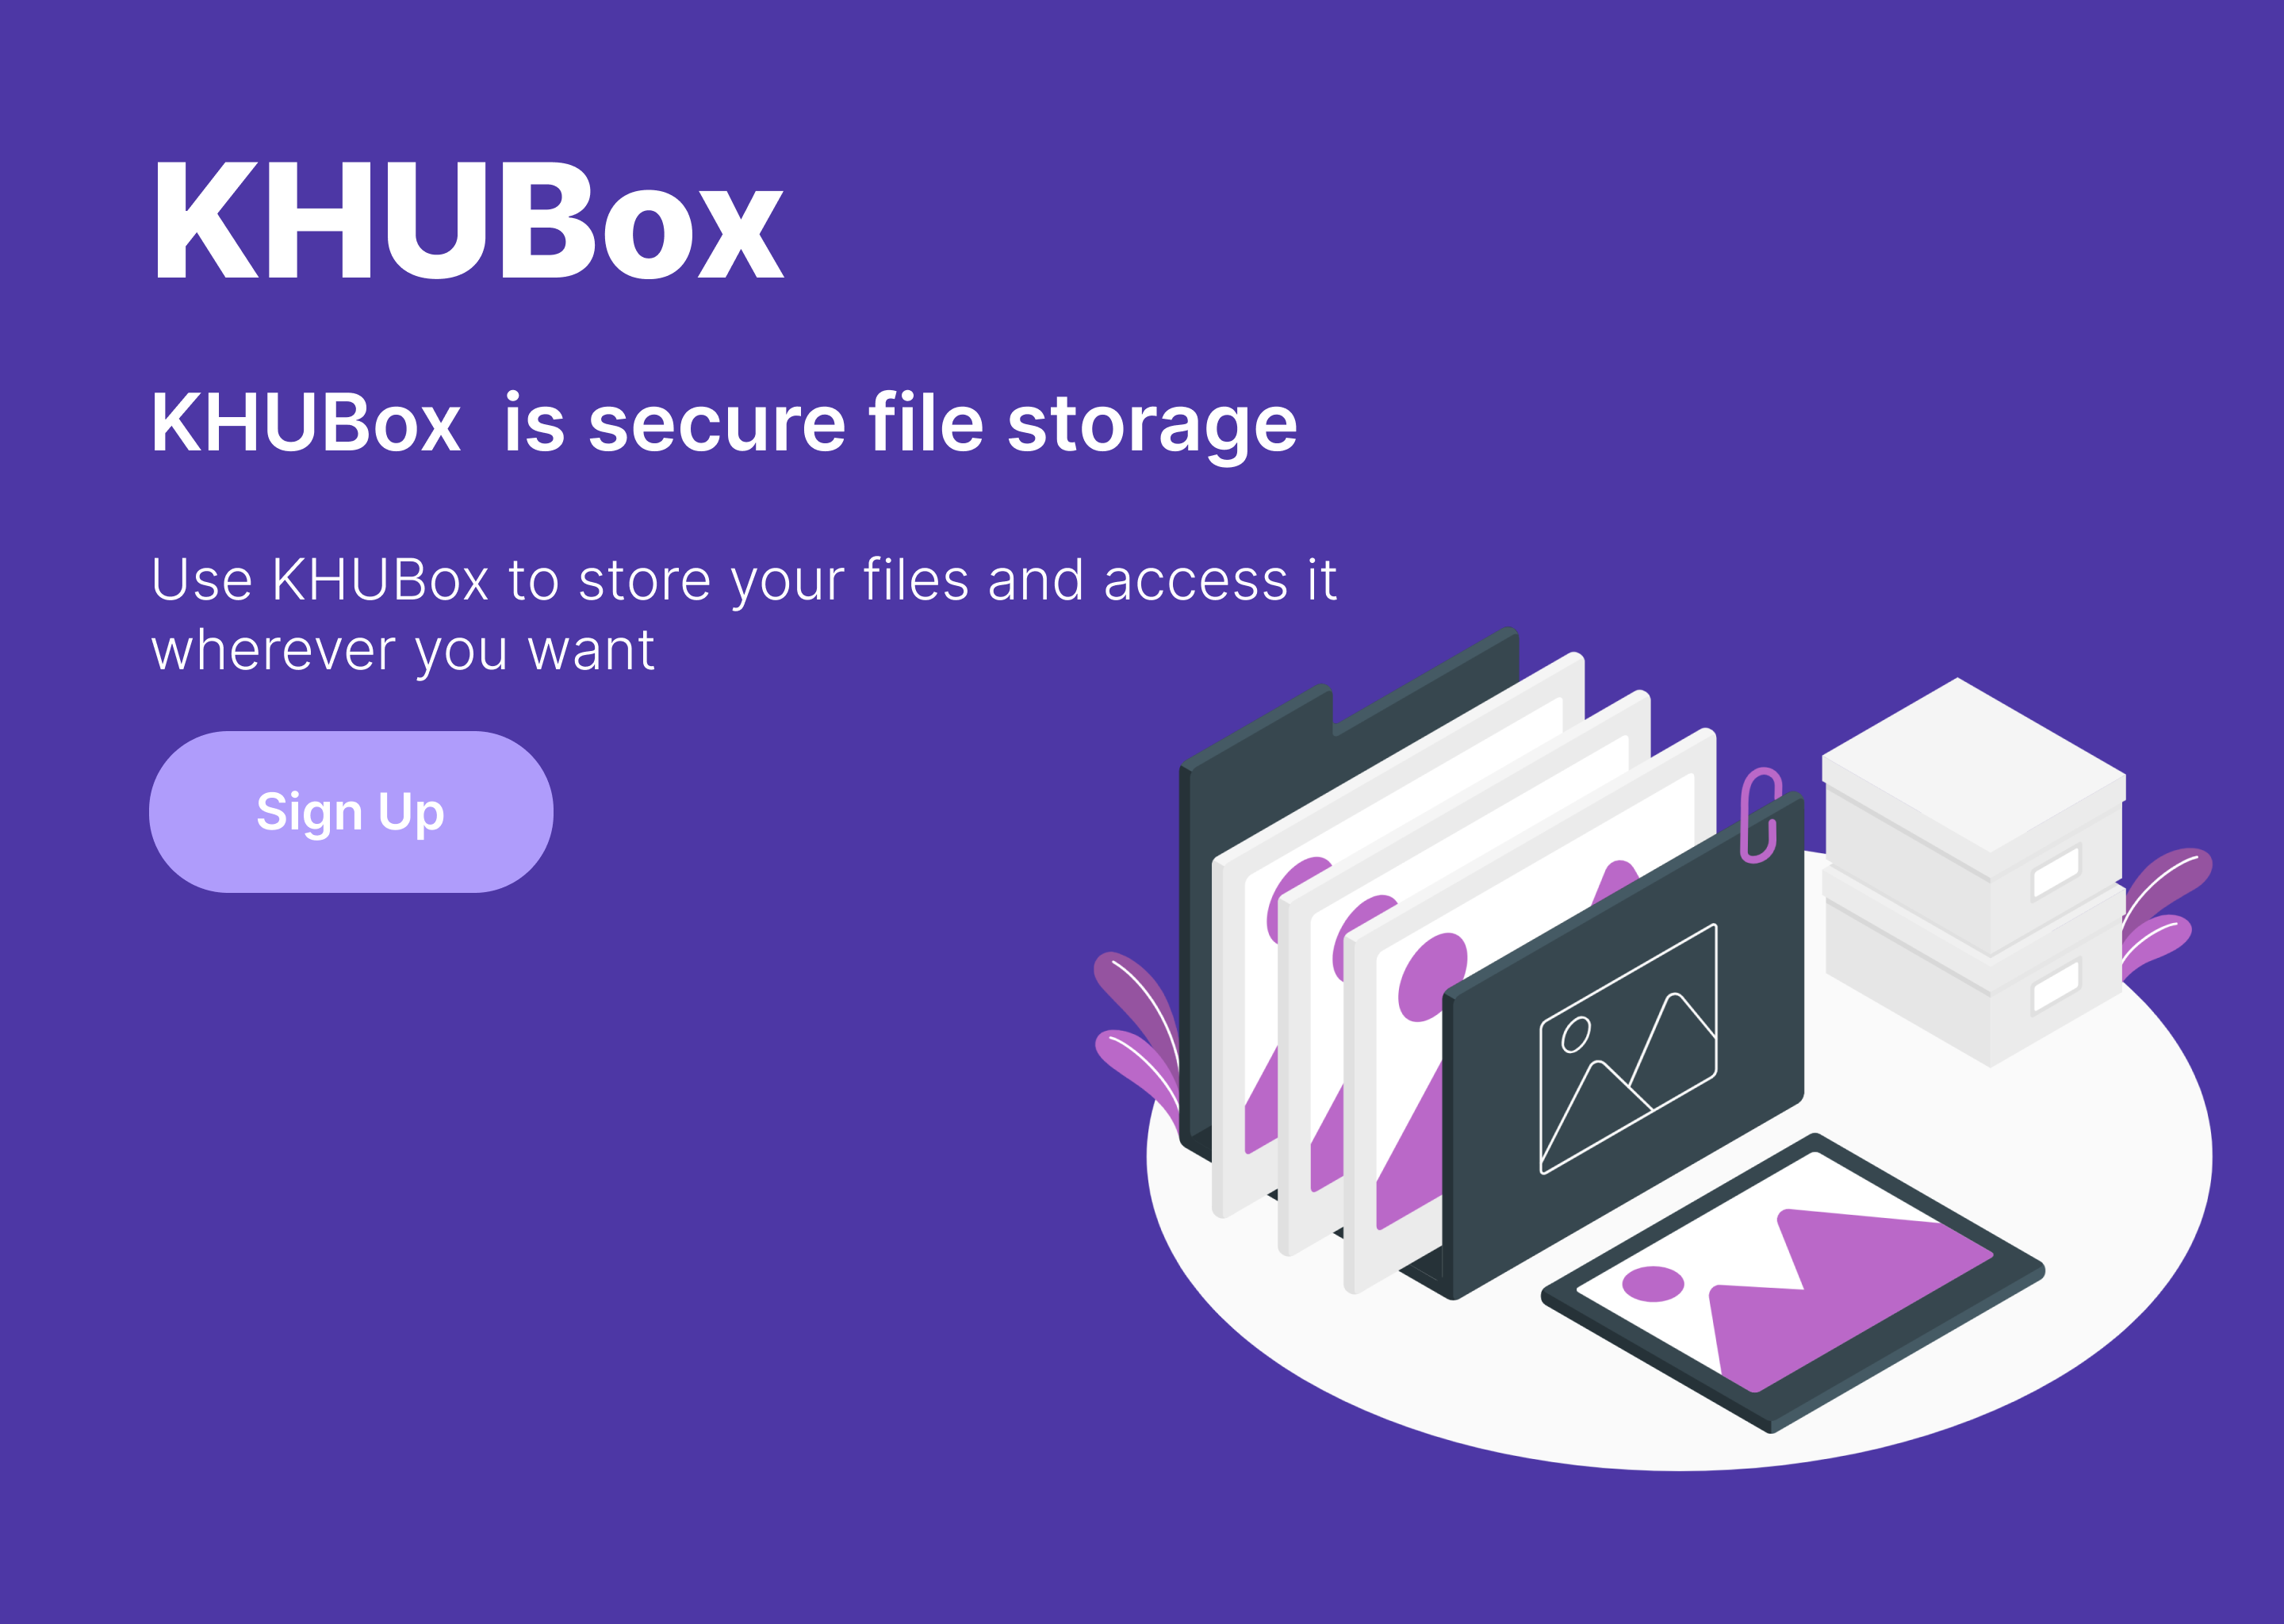 KHUBox
KHUBox is secure file storage
Use KHUBox to store your files and access it
wherever you want
Sign Up